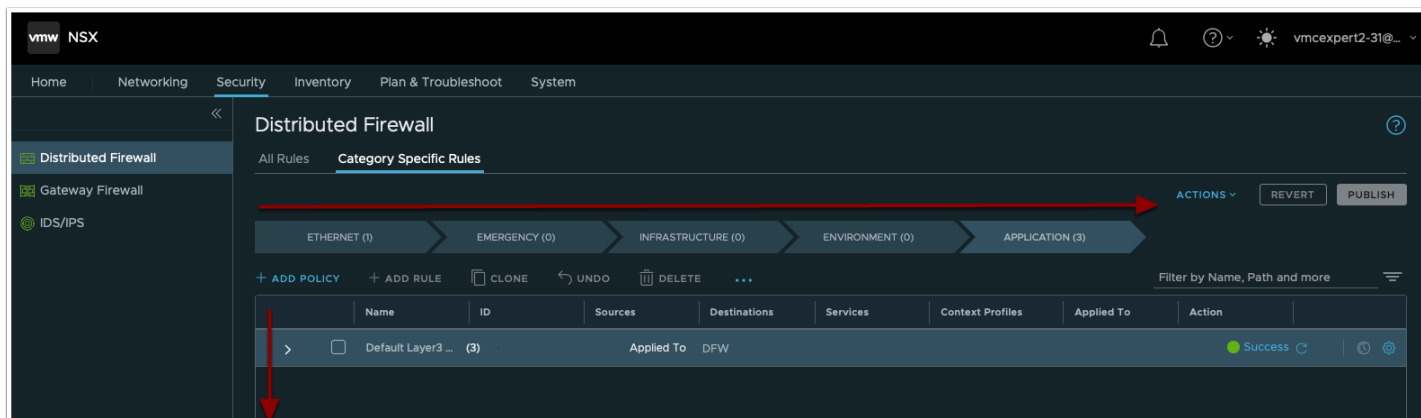 vmw NSX
vmcexpert2-31@...
Home Networking Security Inventory Plan & Troubleshoot System
Distributed Firewall
Gateway Firewall
IDS/IPS
Distributed Firewall
All Rules Category Specific Rules
ACTIONS REVERT PUBLISH
ETHERNET (1) EMERGENCY (0) INFRASTRUCTURE (0) ENVIRONMENT (0) APPLICATION (3)
+ ADD POLICY + ADD RULE CLONE UNDO DELETE ... Filter by Name, Path and more
Name ID Sources Destinations Services Context Profiles Applied To Action
Default Layer3 ... (3) Applied To DFW Success